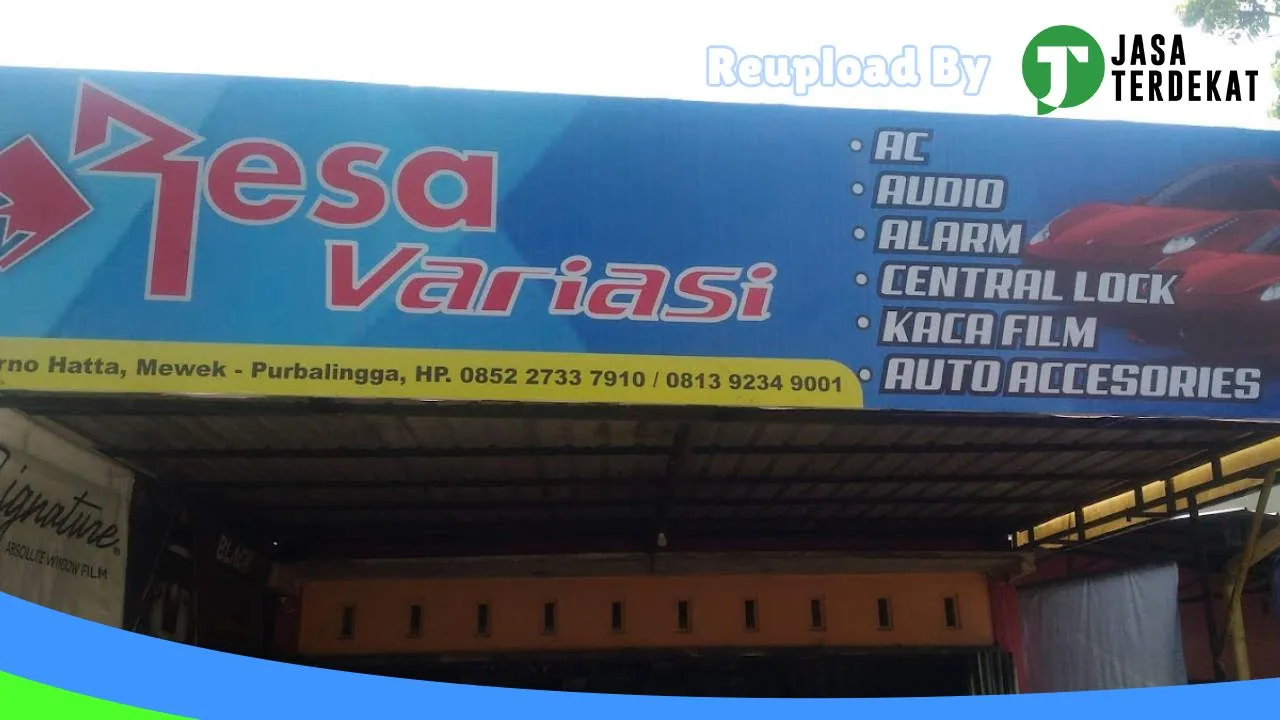 Reupload By
JASA
TERDEKAT
Resa
Variasi
• AC
• AUDIO
• ALARM
• CENTRAL LOCK
• KACA FILM
• AUTO ACCESORIES
rno Hatta, Mewek - Purbalingga, HP. 0852 2733 7910 / 0813 9234 9001
Signature®
ABSOLUTE WINDOW FILM
BLACK